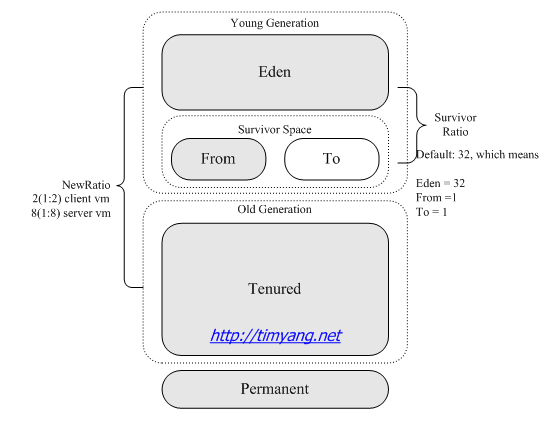 Young Generation
Eden
Survivor Space
From
To
Survivor
Ratio
Default: 32, which means
Eden = 32
From =1
To = 1
NewRatio
2(1:2) client vm
8(1:8) server vm
Old Generation
Tenured
http://timyang.net
Permanent